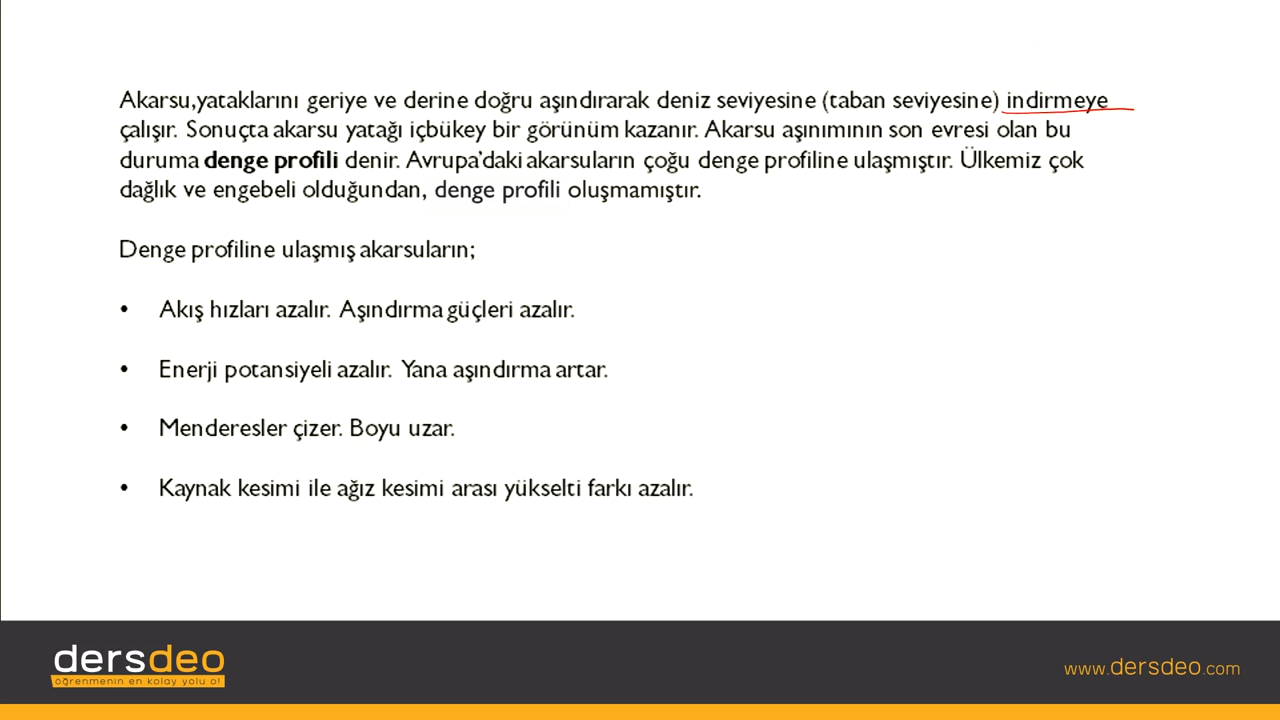 Akarsu,yataklarını geriye ve derine doğru aşındırarak deniz seviyesine (taban seviyesine) indirmeye
çalışır. Sonuçta akarsu yatağı içbükey bir görünüm kazanır. Akarsu aşınımının son evresi olan bu
duruma denge profili denir. Avrupa'daki akarsuların çoğu denge profiline ulaşmıştır. Ülkemiz çok
dağlık ve engebeli olduğundan, denge profili oluşmamıştır.
Denge profiline ulaşmış akarsuların;
• Akış hızları azalır. Aşındırma güçleri azalır.
• Enerji potansiyeli azalır. Yana aşındırma artar.
• Menderesler çizer. Boyu uzar.
• Kaynak kesimi ile ağız kesimi arası yükselti farkı azalır.
dersdeo
öğrenmenin en kolay yolu o!
www.dersdeo.com